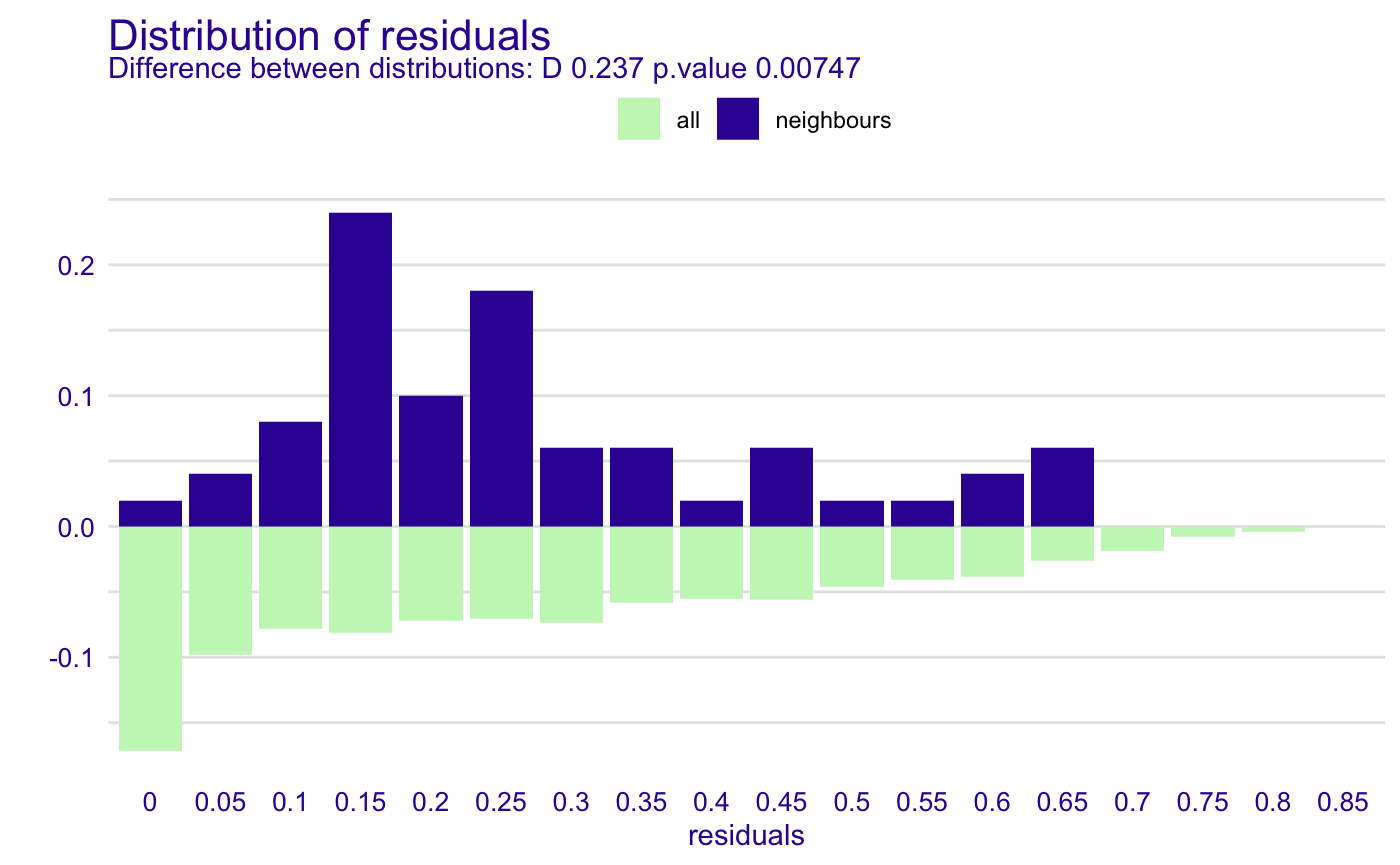 Distribution of residuals
Difference between distributions: D 0.237 p.value 0.00747
all neighbours
0.2
0.1
0.0
-0.1
0 0.05 0.1 0.15 0.2 0.25 0.3 0.35 0.4 0.45 0.5 0.55 0.6 0.65 0.7 0.75 0.8 0.85
residuals